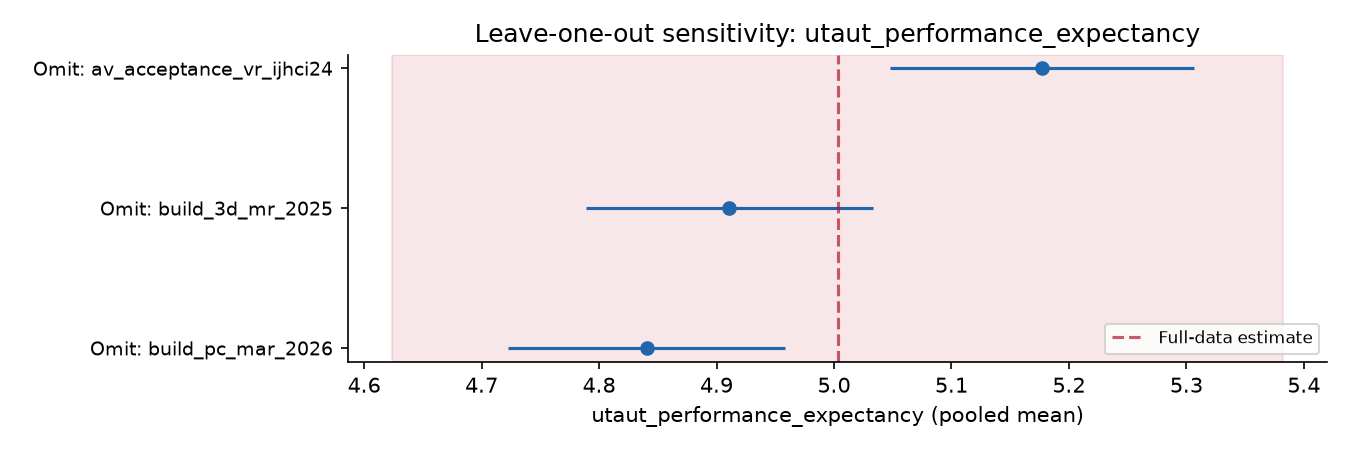 Leave-one-out sensitivity: utaut_performance_expectancy
Omit: av_acceptance_vr_ijhci24
Omit: build_3d_mr_2025
Omit: build_pc_mar_2026
Full-data estimate
4.6 4.7 4.8 4.9 5.0 5.1 5.2 5.3 5.4
utaut_performance_expectancy (pooled mean)